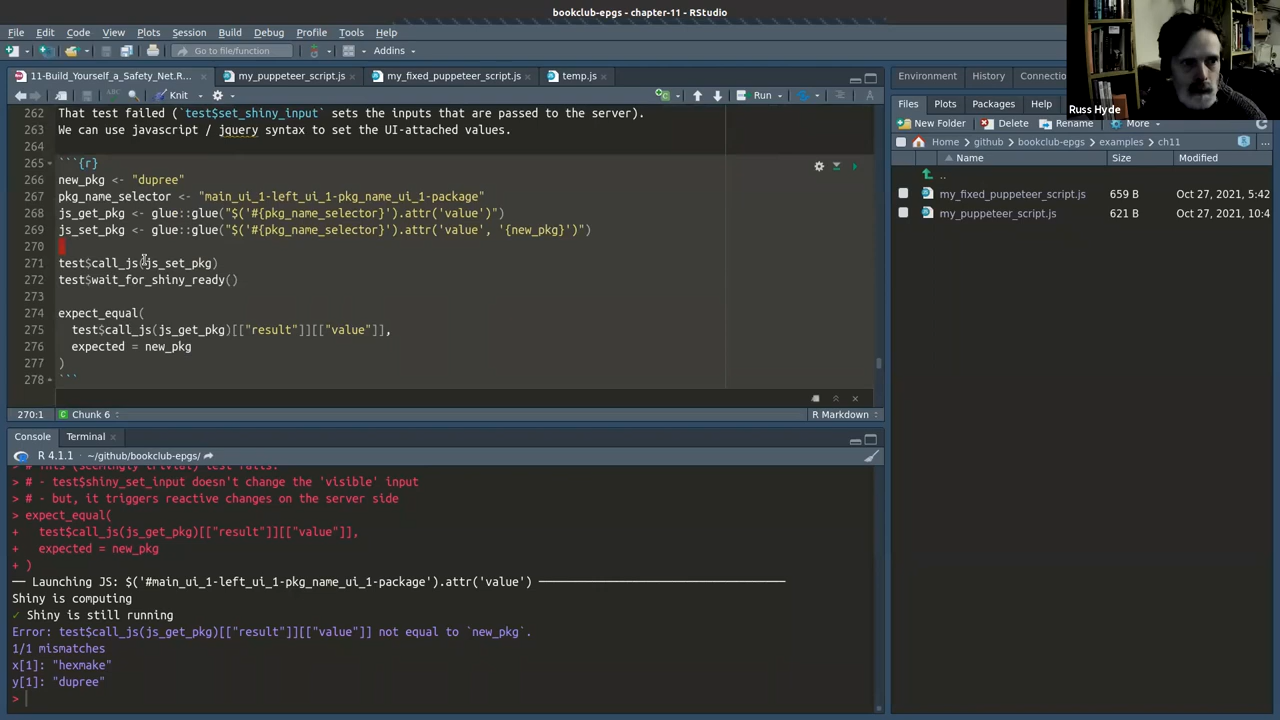 bookclub-epgs - chapter-11 - RStudio
File Edit Code View Plots Session Build Debug Profile Tools Help
Go to file/function Addins
11-Build_Yourself_a_Safety_Net.R... my_puppeteer_script.js my_fixed_puppeteer_script.js temp.js
Knit Run
262 That test failed (`test$set_shiny_input` sets the inputs that are passed to the server).
263 We can use javascript / jquery syntax to set the UI-attached values.
264
265 ```{r}
266 new_pkg <- "dupree"
267 pkg_name_selector <- "main_ui_1-left_ui_1-pkg_name_ui_1-package"
268 js_get_pkg <- glue::glue("$('#{pkg_name_selector}').attr('value')")
269 js_set_pkg <- glue::glue("$('#{pkg_name_selector}').attr('value', '{new_pkg}')")
270
271 test$call_js(js_set_pkg)
272 test$wait_for_shiny_ready()
273
274 expect_equal(
275 test$call_js(js_get_pkg)[["result"]][["value"]],
276 expected = new_pkg
277 )
278 ```
270:1 Chunk 6 R Markdown
Console Terminal
R 4.1.1 ~/github/bookclub-epgs/
> # This (seemingly trivial) test fails.
> # - test$shiny_set_input doesn't change the 'visible' input
> # - but, it triggers reactive changes on the server side
> expect_equal(
+ test$call_js(js_get_pkg)[["result"]][["value"]],
+ expected = new_pkg
+ )
── Launching JS: $('#main_ui_1-left_ui_1-pkg_name_ui_1-package').attr('value') ──
Shiny is computing
✓ Shiny is still running
Error: test$call_js(js_get_pkg)[["result"]][["value"]] not equal to `new_pkg`.
1/1 mismatches
x[1]: "hexmake"
y[1]: "dupree"
>
Environment History Connectio
Files Plots Packages Help
New Folder Delete Rename More
Home github bookclub-epgs examples ch11 ...
Name Size Modified
..
my_fixed_puppeteer_script.js 659 B Oct 27, 2021, 5:42
my_puppeteer_script.js 621 B Oct 27, 2021, 10:4
Russ Hyde